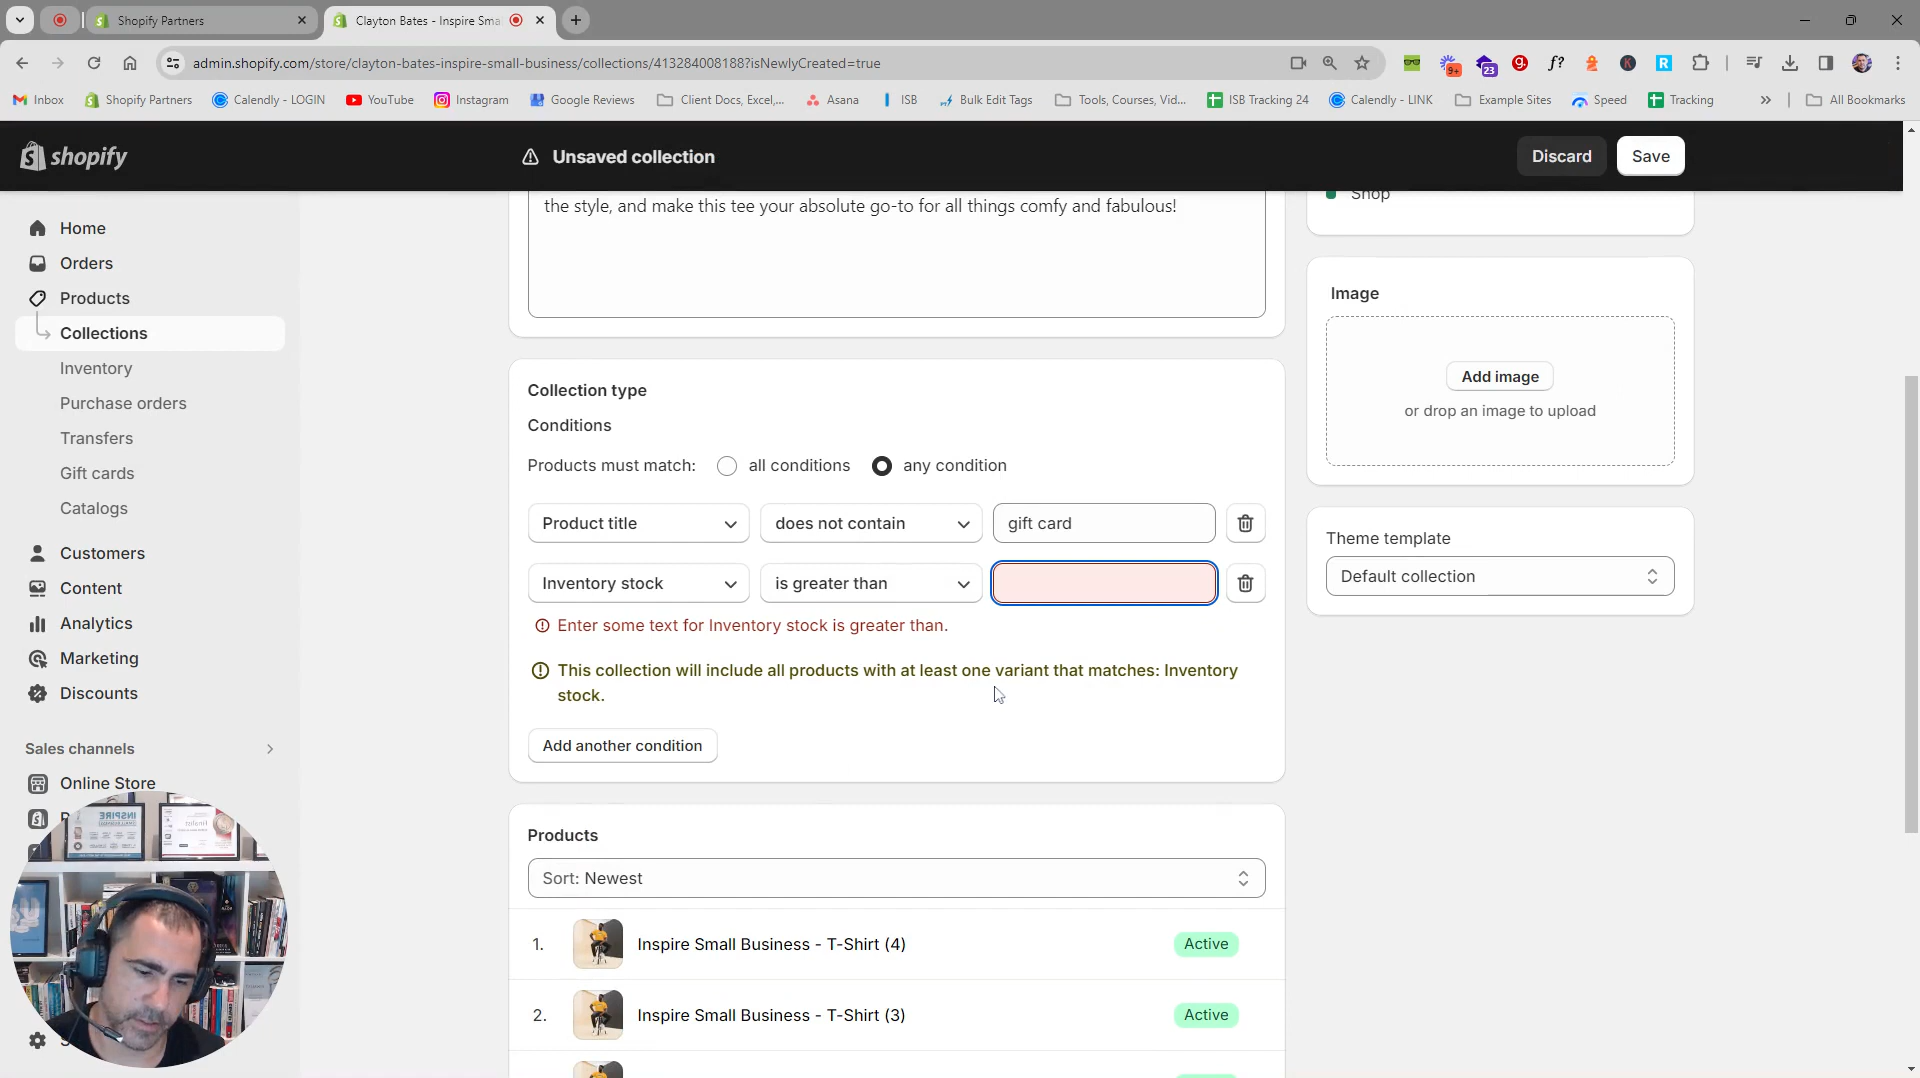 Shopify Partners
Clayton Bates - Inspire Sma
admin.shopify.com/store/clayton-bates-inspire-small-business/collections/413284008188?isNewlyCreated=true
9+
23
Inbox
Shopify Partners
Calendly - LOGIN
YouTube
Instagram
Google Reviews
Client Docs, Excel,...
Asana
ISB
Bulk Edit Tags
Tools, Courses, Vid...
ISB Tracking 24
Calendly - LINK
Example Sites
Speed
Tracking
All Bookmarks
shopify
Unsaved collection
Discard
Save
Home
Orders
Products
Collections
Inventory
Purchase orders
Transfers
Gift cards
Catalogs
Customers
Content
Analytics
Marketing
Discounts
Sales channels
Online Store
the style, and make this tee your absolute go-to for all things comfy and fabulous!
Collection type
Conditions
Products must match: all conditions any condition
Product title does not contain gift card
Inventory stock is greater than
Enter some text for Inventory stock is greater than.
This collection will include all products with at least one variant that matches: Inventory
stock.
Add another condition
Products
Sort: Newest
1. Inspire Small Business - T-Shirt (4) Active
2. Inspire Small Business - T-Shirt (3) Active
Shop
Image
Add image
or drop an image to upload
Theme template
Default collection